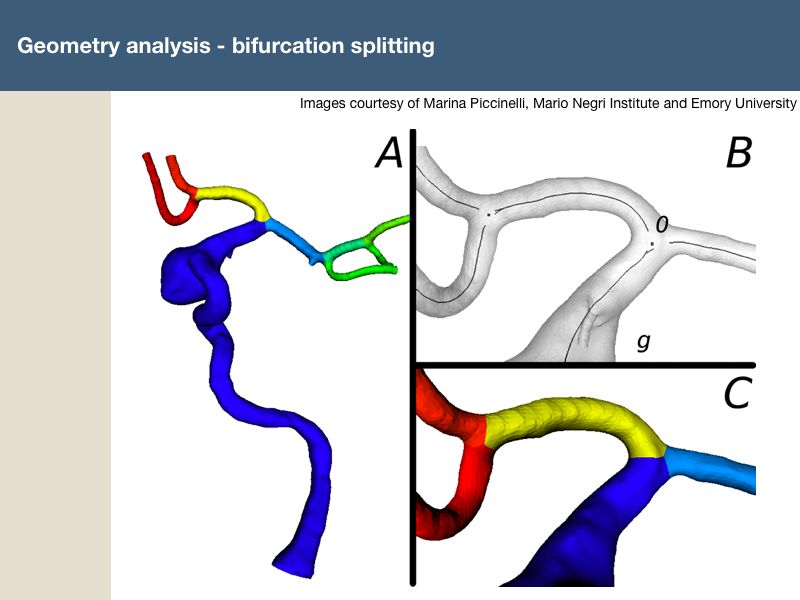 Geometry analysis - bifurcation splitting
Images courtesy of Marina Piccinelli, Mario Negri Institute and Emory University
A
B
0
g
C